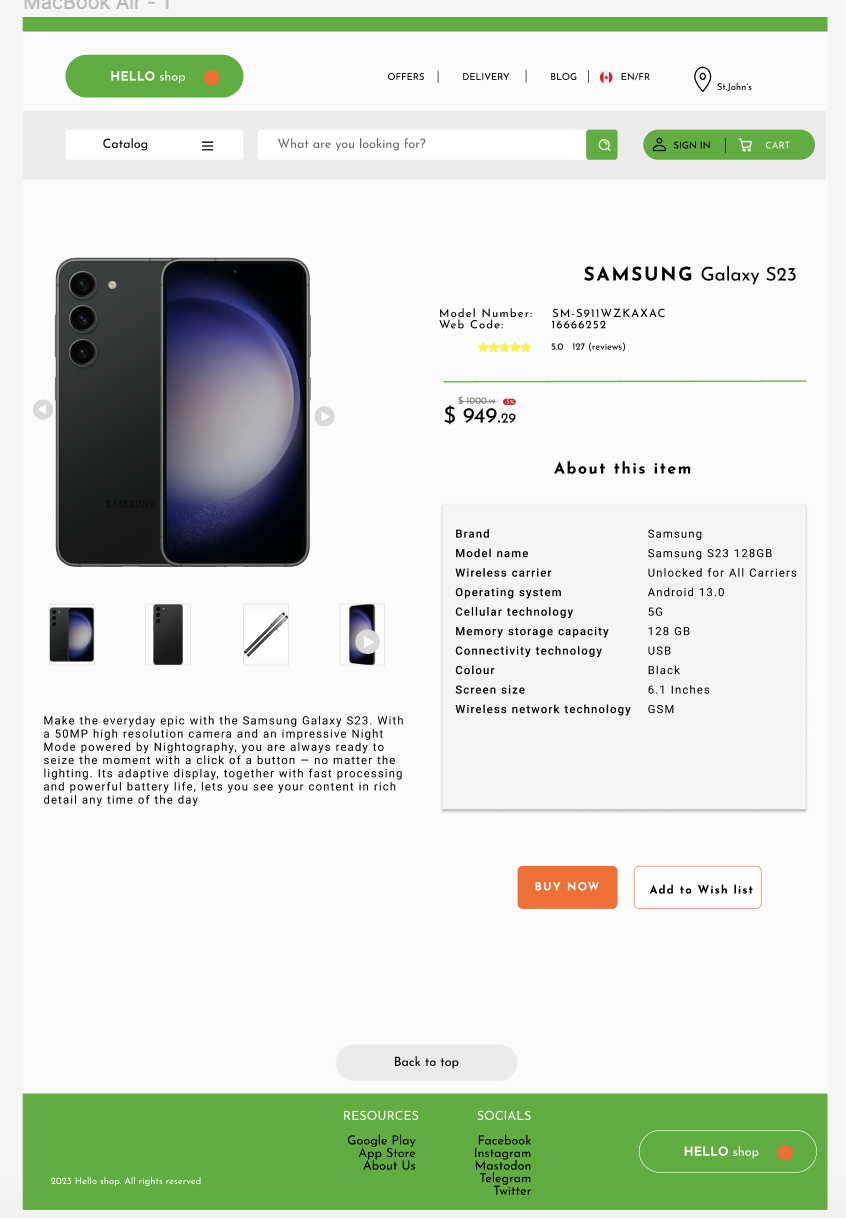 MacBook Air - 1
HELLO shop
OFFERS
DELIVERY
BLOG
EN/FR
St.John's
Catalog
What are you looking for?
SIGN IN
CART
SAMSUNG Galaxy S23
Model Number: SM-S911WZKAXAC
Web Code: 16666252
5.0 127 (reviews)
$ 1000.19 -5%
$ 949.29
SAMSUNG
About this item
Brand Samsung
Model name Samsung S23 128GB
Wireless carrier Unlocked for All Carriers
Operating system Android 13.0
Cellular technology 5G
Memory storage capacity 128 GB
Connectivity technology USB
Colour Black
Screen size 6.1 Inches
Wireless network technology GSM
Make the everyday epic with the Samsung Galaxy S23. With
a 50MP high resolution camera and an impressive Night
Mode powered by Nightography, you are always ready to
seize the moment with a click of a button — no matter the
lighting. Its adaptive display, together with fast processing
and powerful battery life, lets you see your content in rich
detail any time of the day
BUY NOW
Add to Wish list
Back to top
RESOURCES
Google Play
App Store
About Us
SOCIALS
Facebook
Instagram
Mastodon
Telegram
Twitter
HELLO shop
2023 Hello shop. All rights reserved